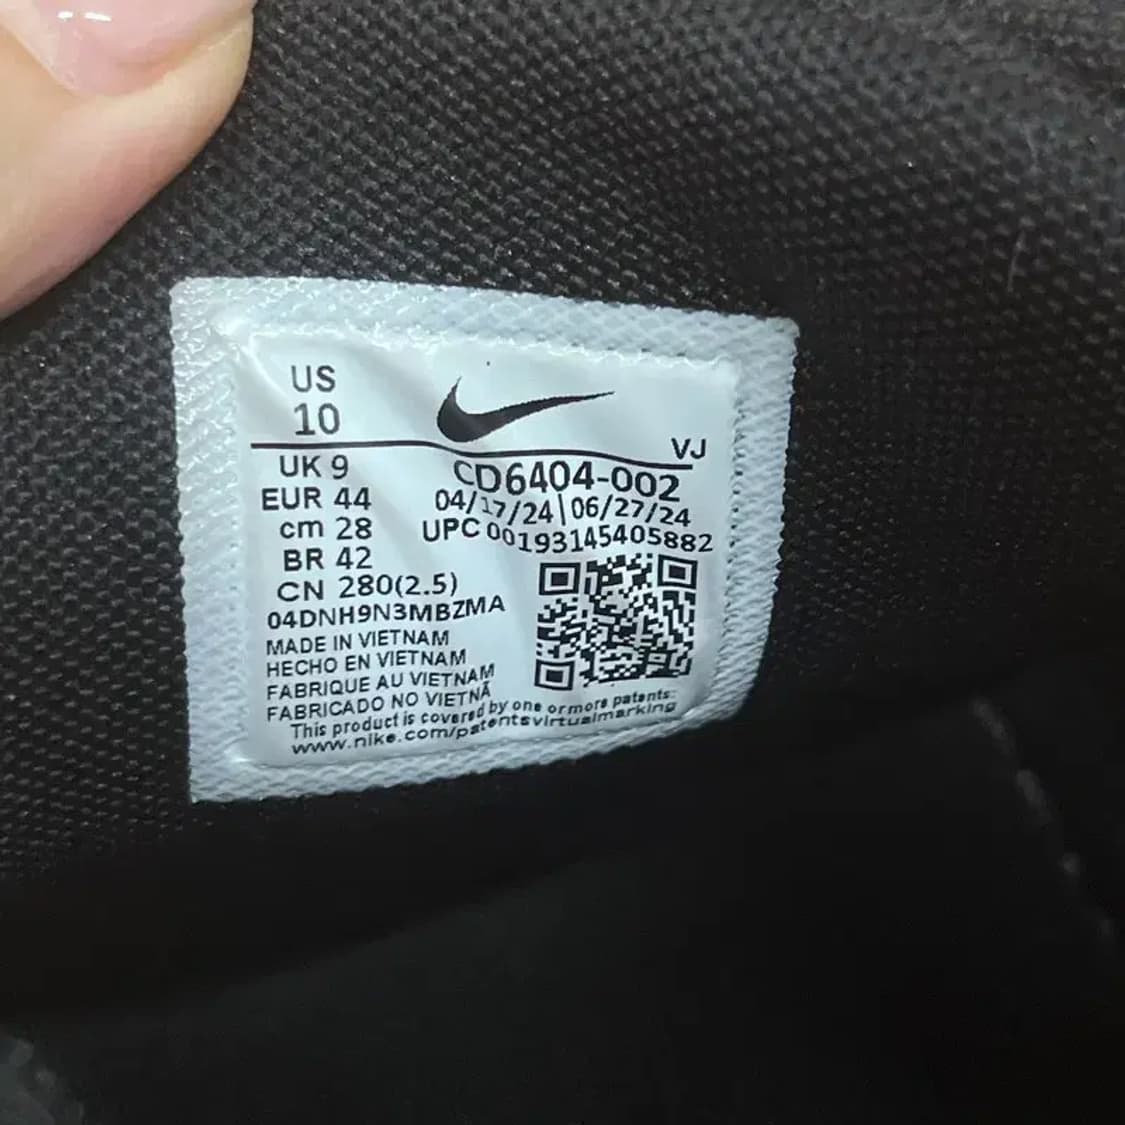 US
10
VJ
UK 9
EUR 44
cm 28
BR 42
CN 280(2.5)
CD6404-002
04/17/24|06/27/24
UPC 00193145405882
04DNH9N3MBZMA
MADE IN VIETNAM
HECHO EN VIETNAM
FABRIQUE AU VIETNAM
FABRICADO NO VIETNÃ
This product is covered by one or more patents:
www.nike.com/patentsvirtualmarking